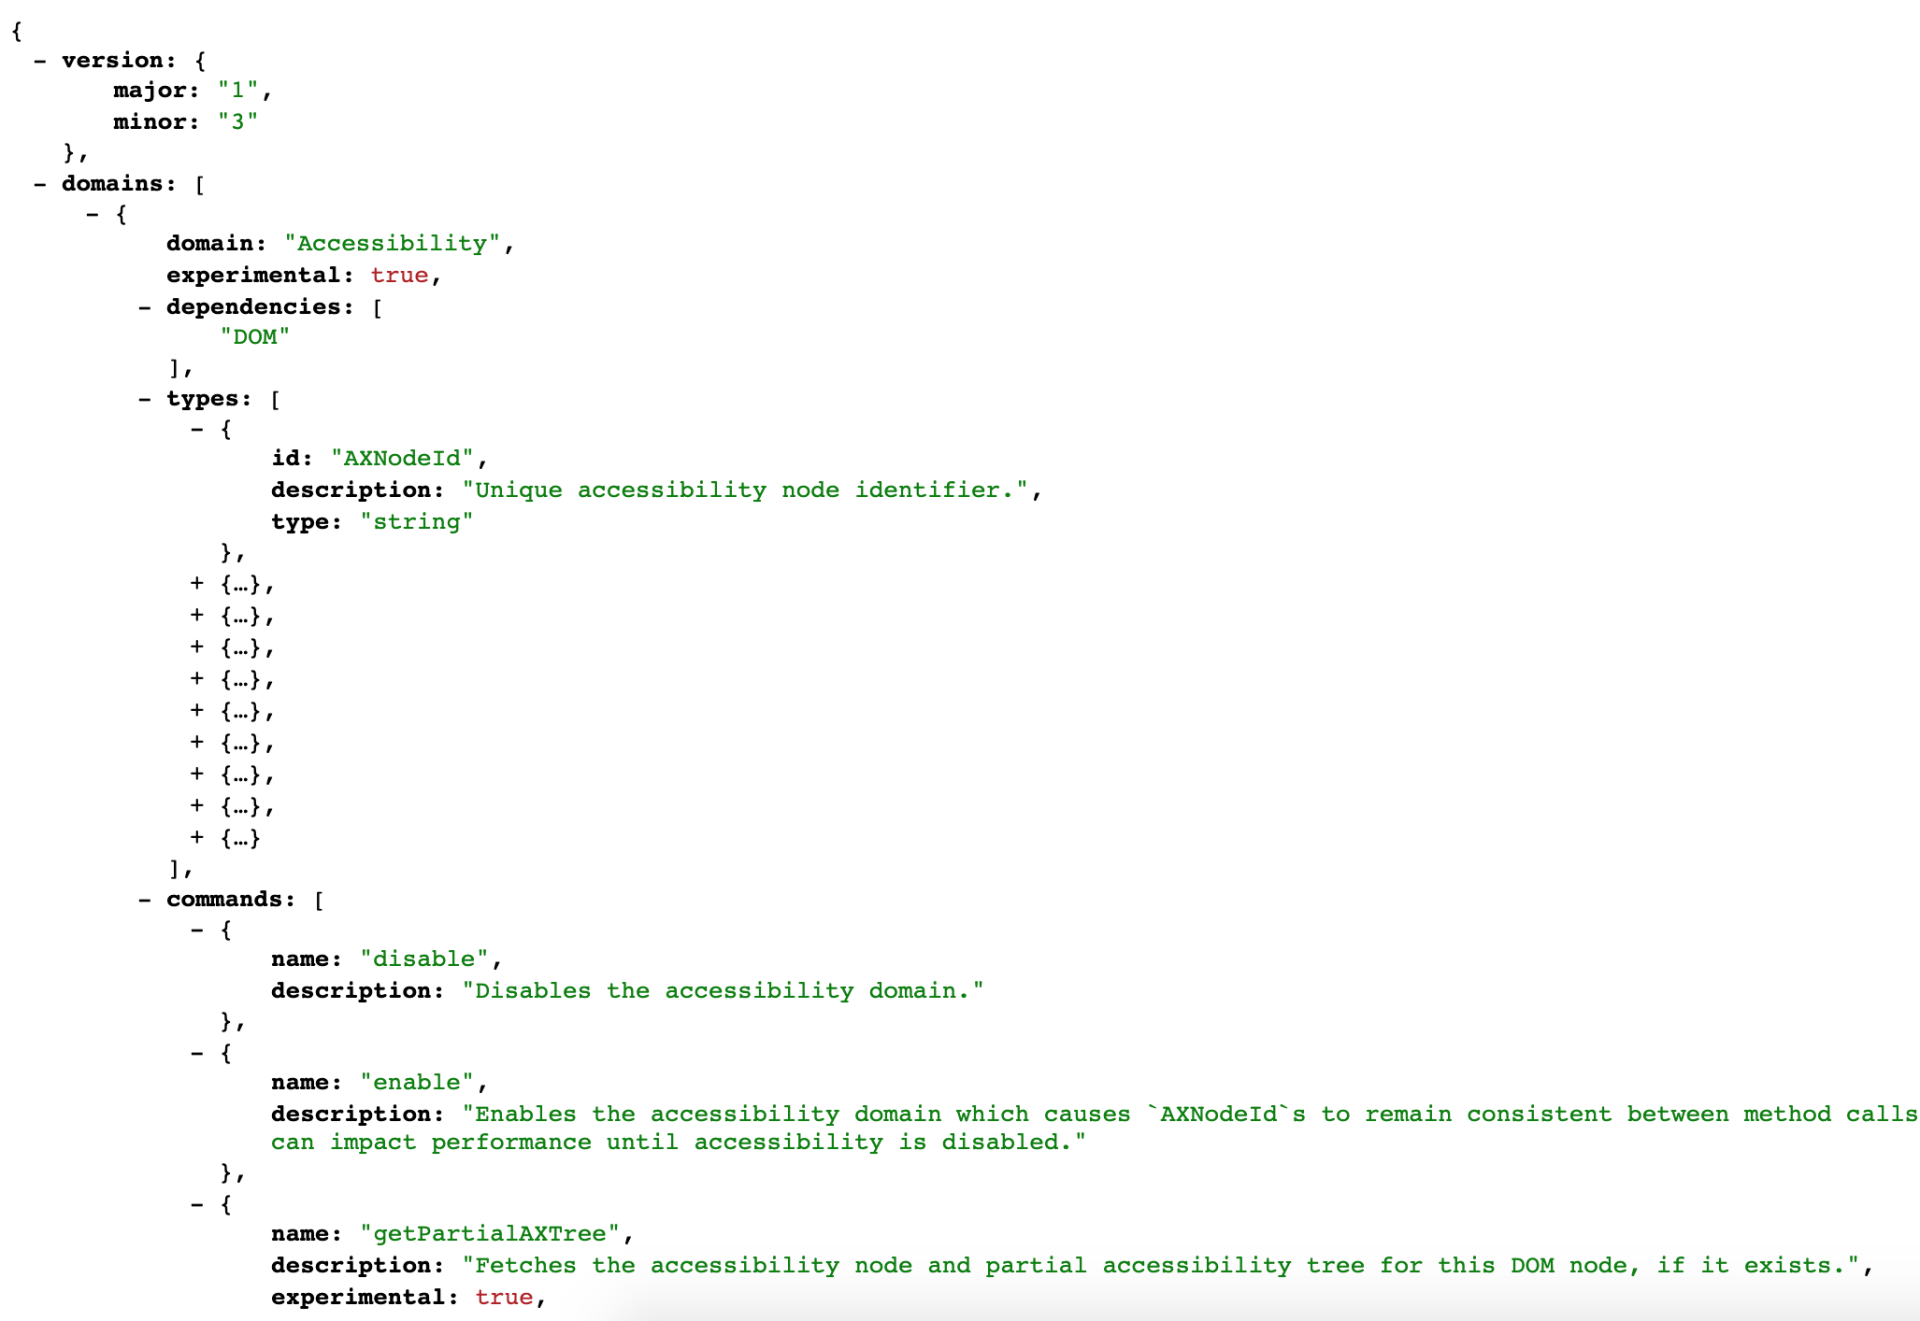 {
- version: {
major: "1",
minor: "3"
},
- domains: [
- {
domain: "Accessibility",
experimental: true,
- dependencies: [
"DOM"
],
- types: [
- {
id: "AXNodeId",
description: "Unique accessibility node identifier.",
type: "string"
},
+ {…},
+ {…},
+ {…},
+ {…},
+ {…},
+ {…},
+ {…},
+ {…},
+ {…}
],
- commands: [
- {
name: "disable",
description: "Disables the accessibility domain."
},
- {
name: "enable",
description: "Enables the accessibility domain which causes `AXNodeId`s to remain consistent between method calls
can impact performance until accessibility is disabled."
},
- {
name: "getPartialAXTree",
description: "Fetches the accessibility node and partial accessibility tree for this DOM node, if it exists.",
experimental: true,